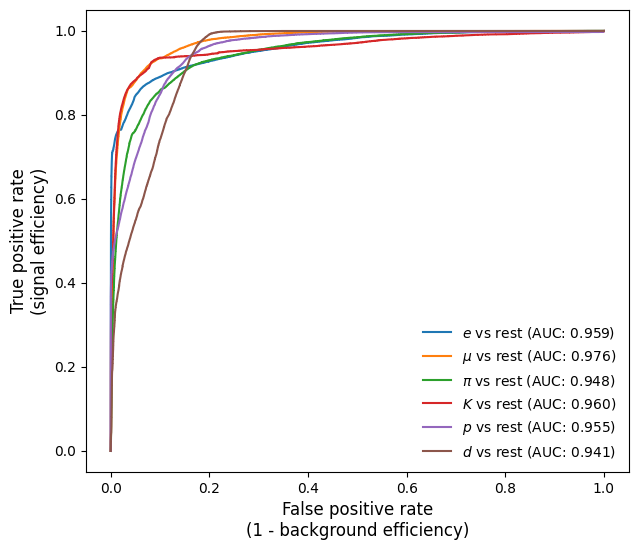 1.0
0.8
0.6
0.4
0.2
0.0
True positive rate
(signal efficiency)
e vs rest (AUC: 0.959)
μ vs rest (AUC: 0.976)
π vs rest (AUC: 0.948)
K vs rest (AUC: 0.960)
p vs rest (AUC: 0.955)
d vs rest (AUC: 0.941)
0.0 0.2 0.4 0.6 0.8 1.0
False positive rate
(1 - background efficiency)